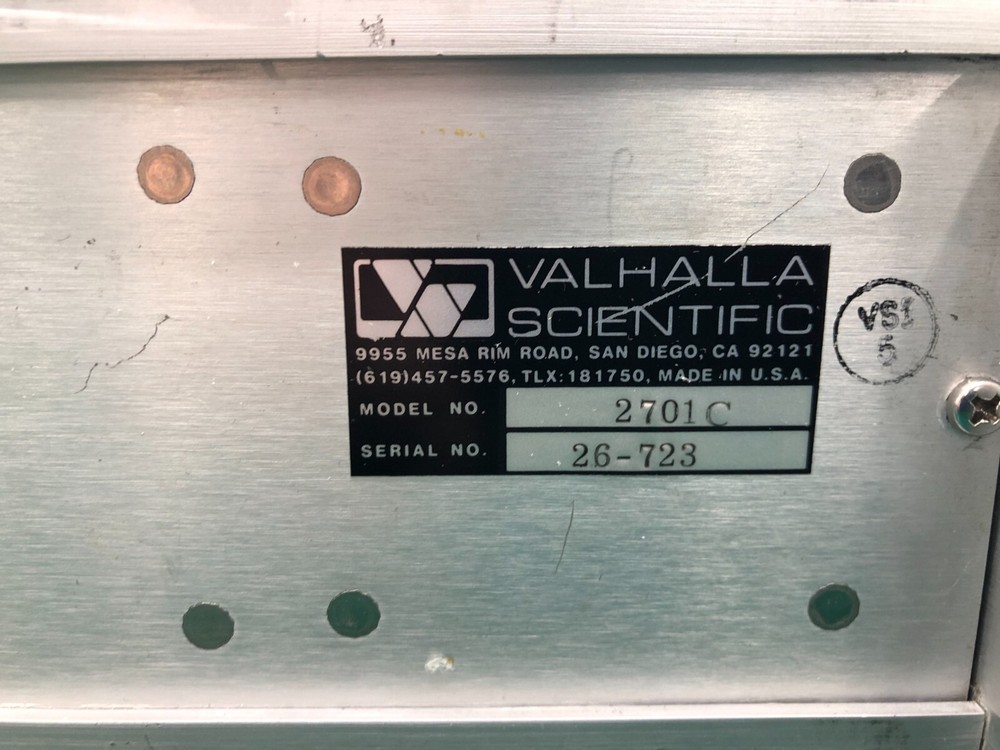 VALHALLA
SCIENTIFIC
9955 MESA RIM ROAD, SAN DIEGO, CA 92121
(619)457-5576, TLX:181750, MADE IN U.S.A.
MODEL NO. 2701C
SERIAL NO. 26-723
VSI
5